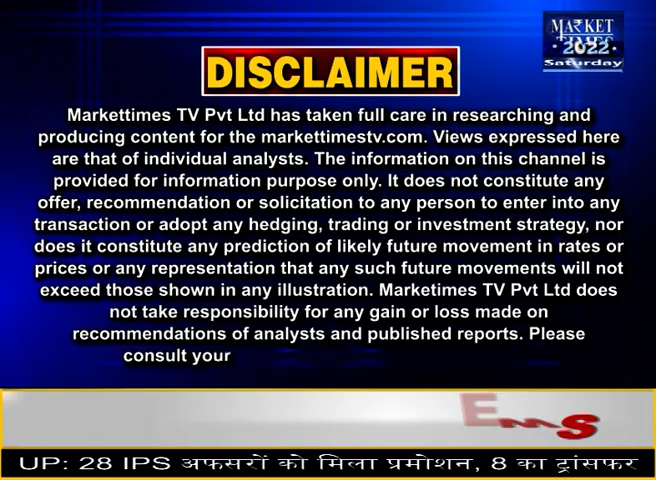 MARKET
TIMES
2022
Saturday
DISCLAIMER
Markettimes TV Pvt Ltd has taken full care in researching and
producing content for the markettimestv.com. Views expressed here
are that of individual analysts. The information on this channel is
provided for information purpose only. It does not constitute any
offer, recommendation or solicitation to any person to enter into any
transaction or adopt any hedging, trading or investment strategy, nor
does it constitute any prediction of likely future movement in rates or
prices or any representation that any such future movements will not
exceed those shown in any illustration. Marketimes TV Pvt Ltd does
not take responsibility for any gain or loss made on
recommendations of analysts and published reports. Please
consult your
EMS
UP: 28 IPS अफसरों को मिला प्रमोशन, 8 का ट्रांसफर